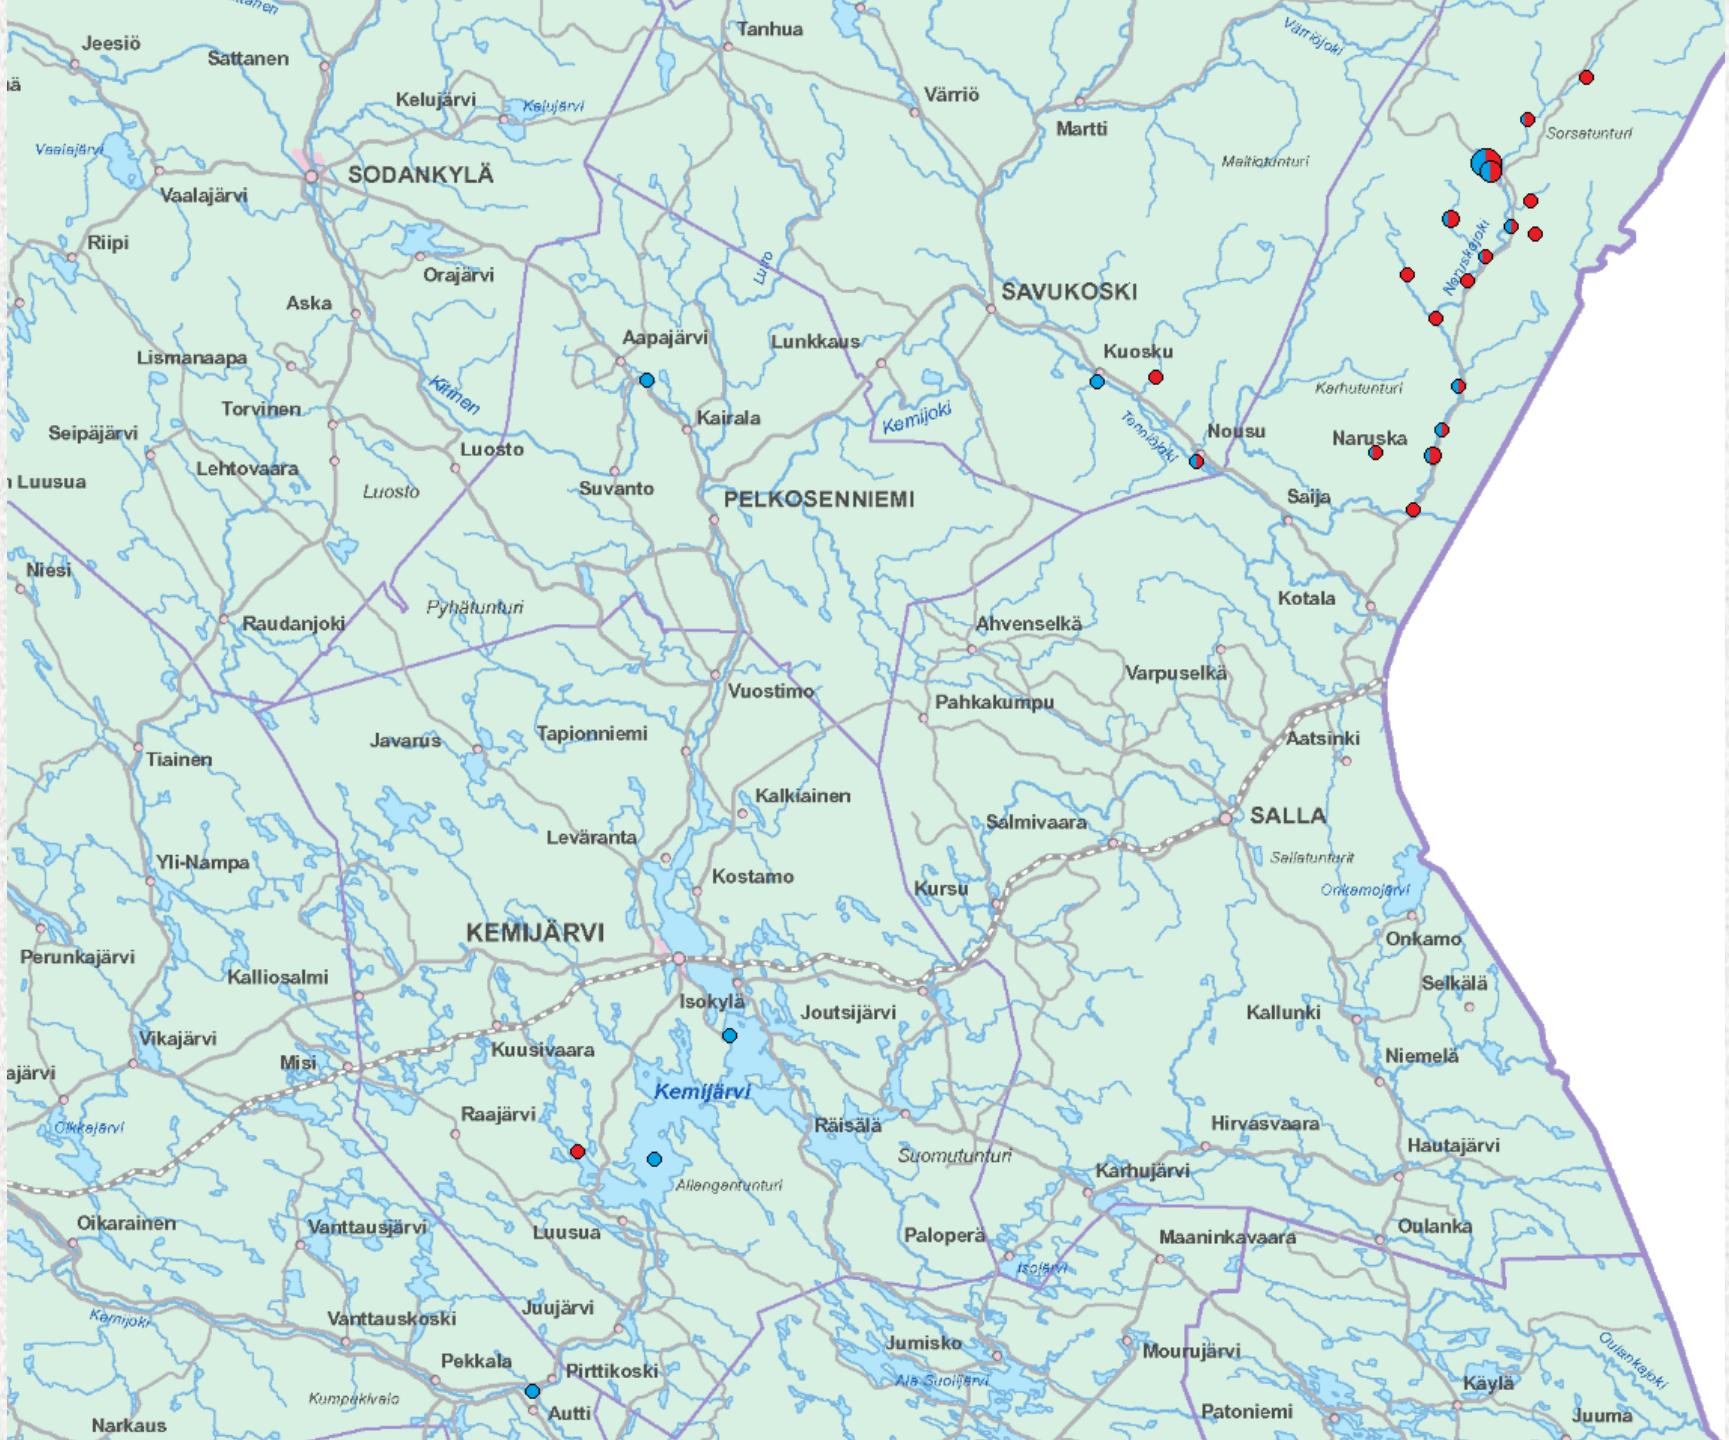 Tanhua
Värriöjoki
Jeesiö
Sattanen
Kelujärvi
Kelujärvi
Värriö
Martti
Sorsatunturi
Maltiotunturi
Vaalajärvi
SODANKYLÄ
Vaalajärvi
Riipi
Orajärvi
Luiro
Naruskajoki
Aska
SAVUKOSKI
Aapajärvi
Lunkkaus
Kuosku
Lismanaapa
Kitinen
Karhutunturi
Torvinen
Kairala
Kemijoki
Tenniöjoki
Seipäjärvi
Nousu
Naruska
Luosto
Lehtovaara
Luusua
Luosto
Suvanto
PELKOSENNIEMI
Saija
Niesi
Pyhätunturi
Kotala
Raudanjoki
Ahvenselkä
Varpuselkä
Vuostimo
Pahkakumpu
Javarus
Tapionniemi
Aatsinki
Tiainen
Kalkiainen
Salmivaara
SALLA
Leväranta
Sallatunturit
Yli-Nampa
Kostamo
Kursu
Onkamojärvi
KEMIJÄRVI
Onkamo
Perunkajärvi
Kalliosalmi
Selkälä
Isokylä
Joutsijärvi
Kallunki
Vikajärvi
Misi
Kuusivaara
Niemelä
ajärvi
Kemijärvi
Raajärvi
Räisälä
Hirvasvaara
Olkkajärvi
Hautajärvi
Suomutunturi
Karhujärvi
Ailangantunturi
Oikarainen
Vanttausjärvi
Luusua
Paloperä
Maaninkavaara
Oulanka
Isojärvi
Kemijoki
Vanttauskoski
Juujärvi
Jumisko
Mourujärvi
Oulankajoki
Pekkala
Pirttikoski
Ala Suolijärvi
Käylä
Kumpukivalo
Autti
Patoniemi
Juuma
Narkaus